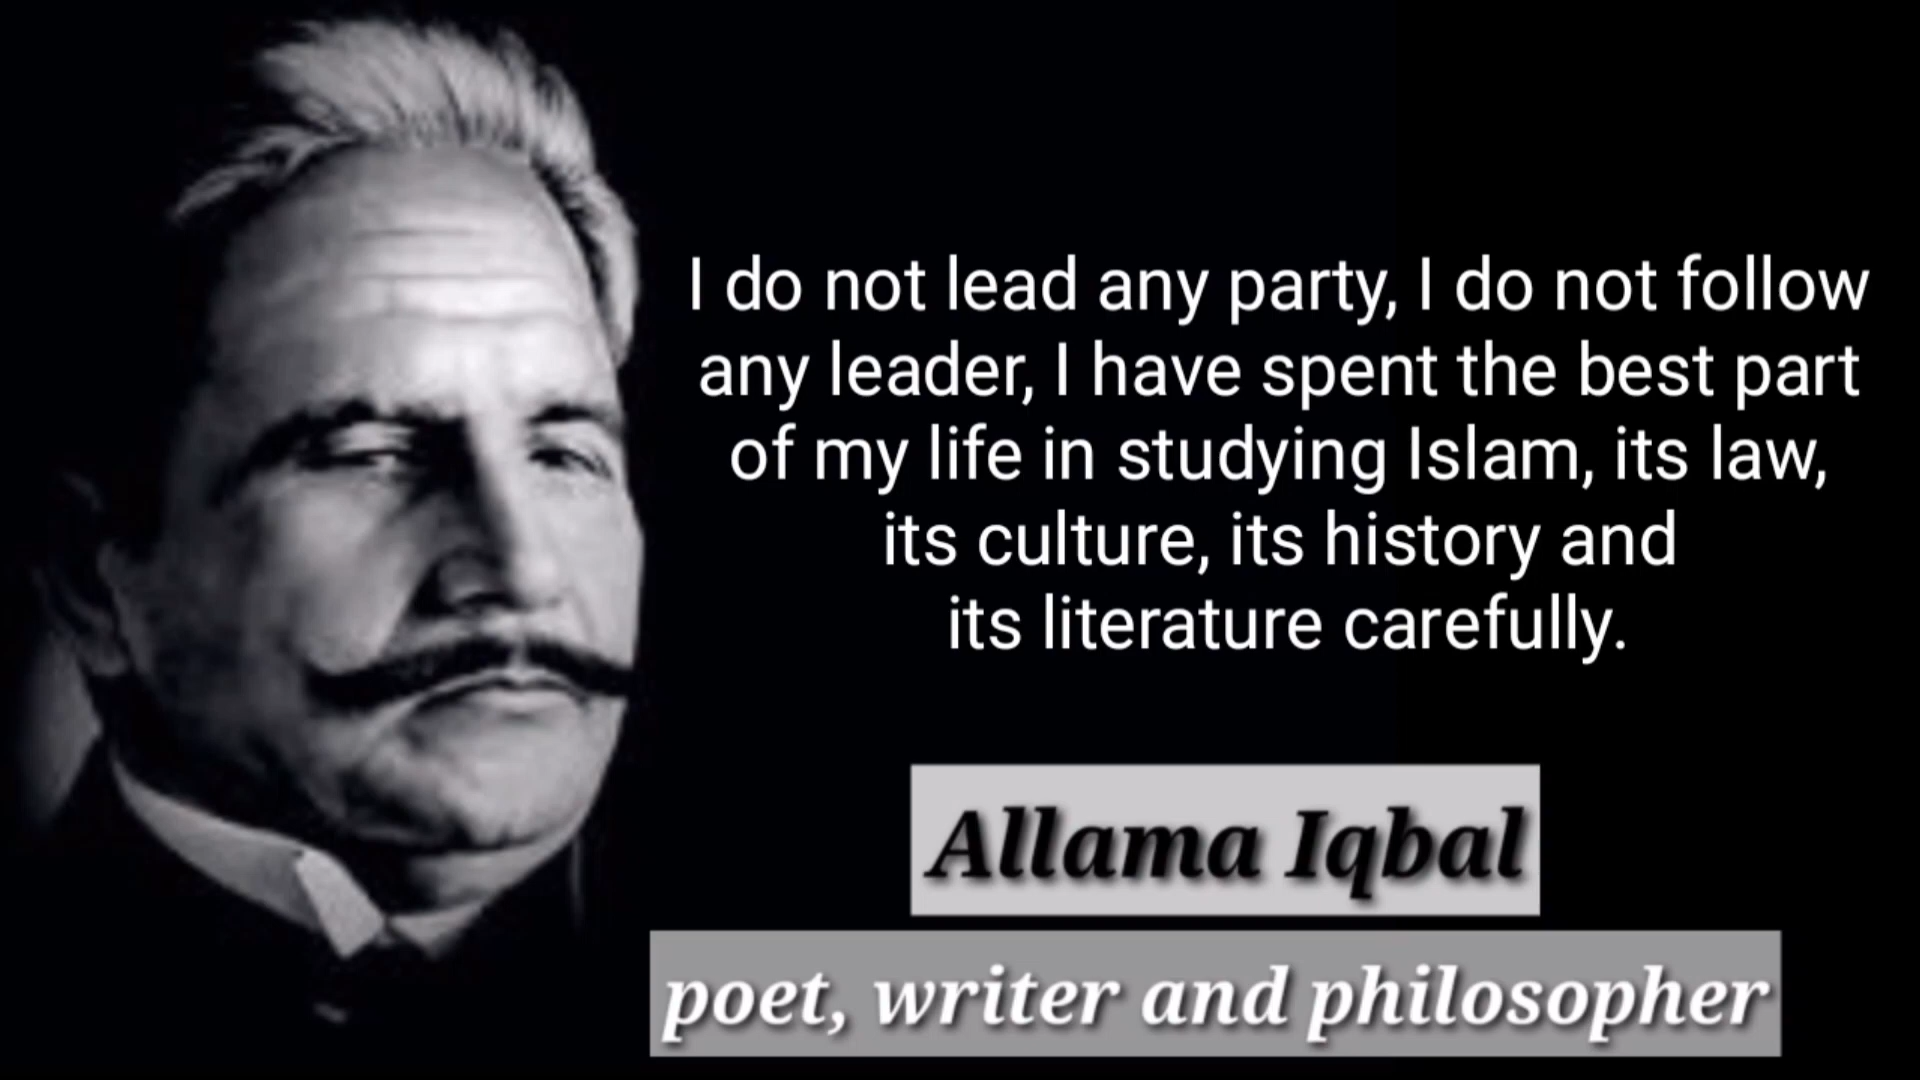 I do not lead any party, I do not follow
any leader, I have spent the best part
of my life in studying Islam, its law,
its culture, its history and
its literature carefully.
Allama Iqbal
poet, writer and philosopher